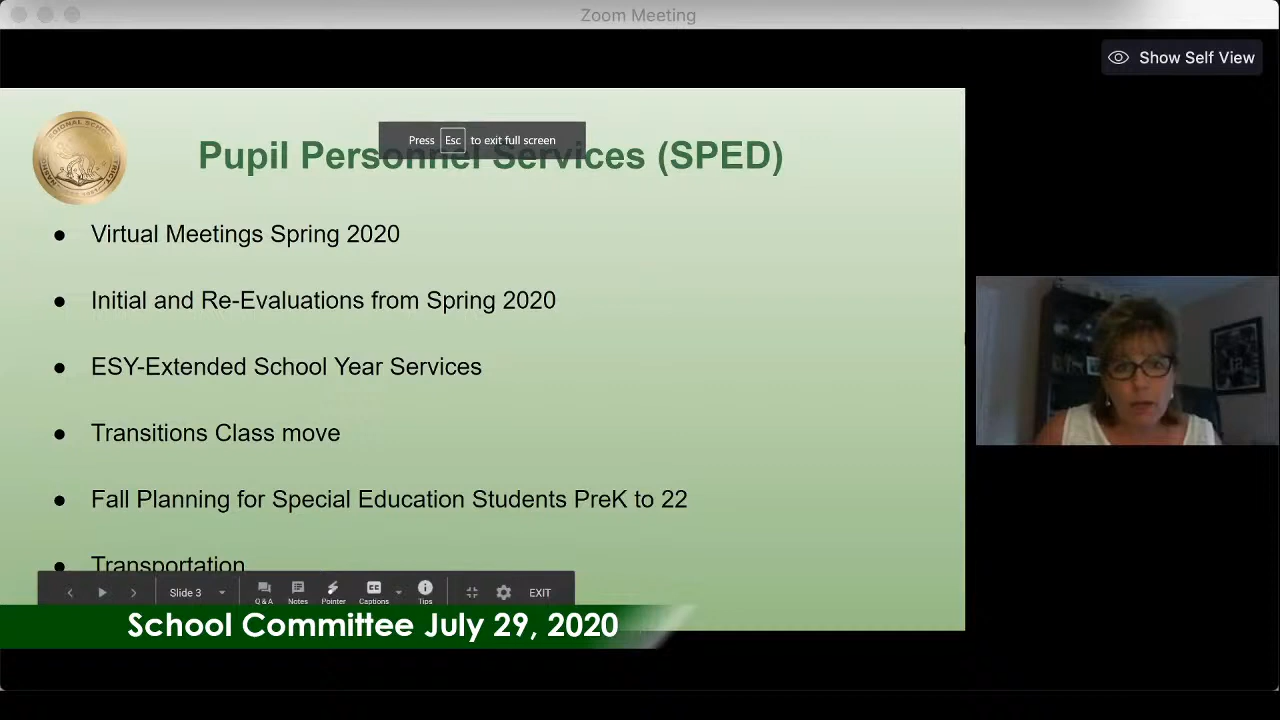 Zoom Meeting
Show Self View
Press Esc to exit full screen
Pupil Personnel Services (SPED)
● Virtual Meetings Spring 2020
● Initial and Re-Evaluations from Spring 2020
● ESY-Extended School Year Services
● Transitions Class move
● Fall Planning for Special Education Students PreK to 22
● Transportation
Slide 3
Q & A Notes Pointer Captions Tips EXIT
School Committee July 29, 2020
12